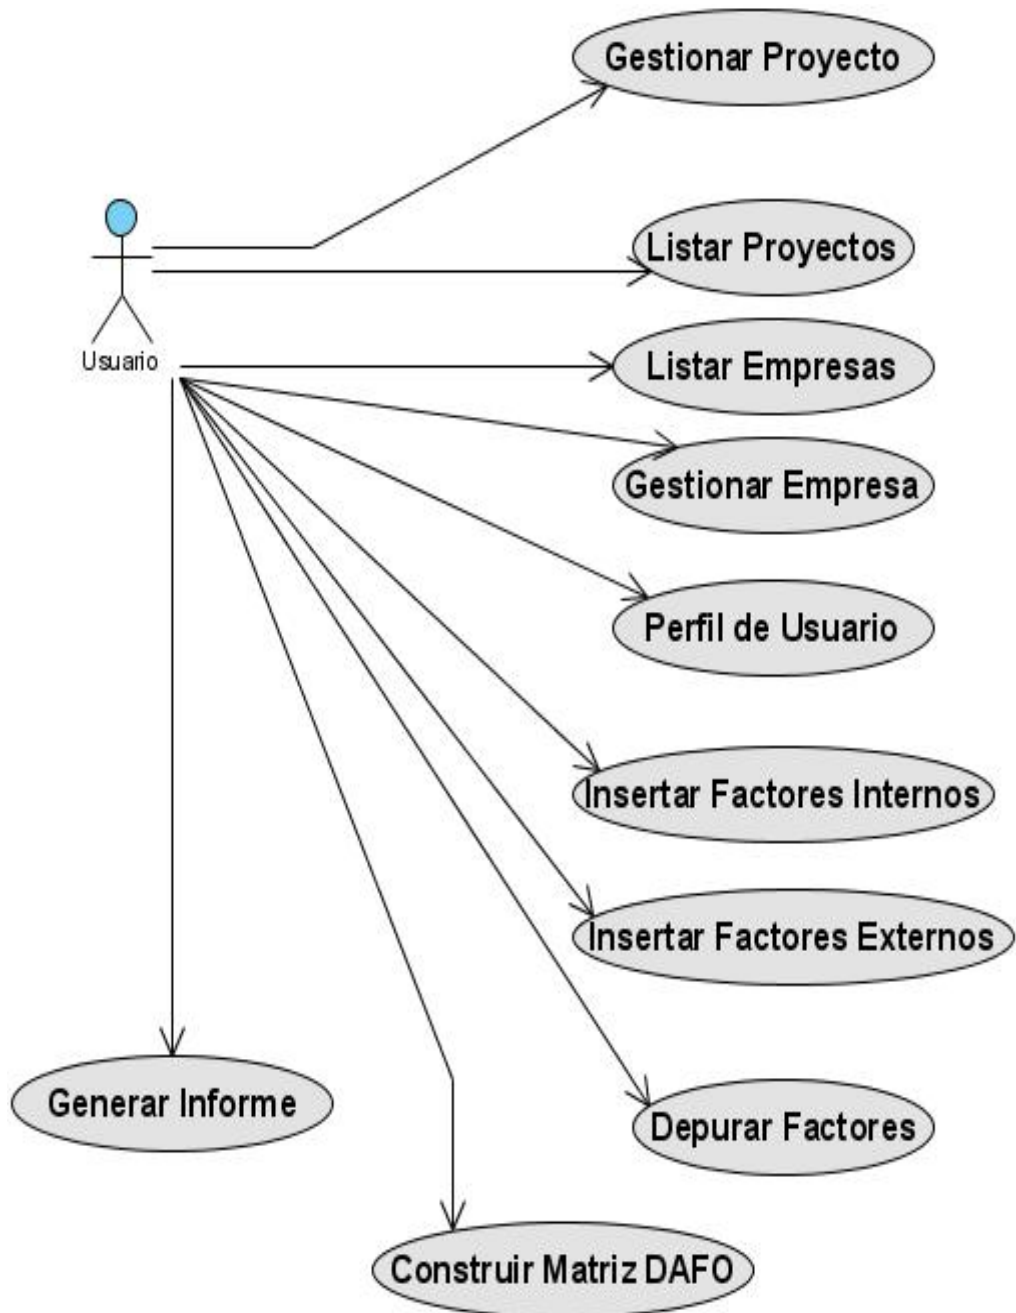 Gestionar Proyecto
Listar Proyectos
Usuario
Listar Empresas
Gestionar Empresa
Perfil de Usuario
Insertar Factores Internos
Insertar Factores Externos
Generar Informe
Depurar Factores
Construir Matriz DAFO